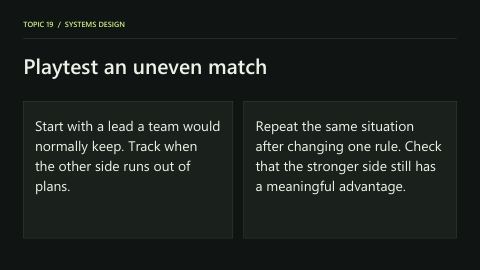 TOPIC 19 / SYSTEMS DESIGN
Playtest an uneven match
Start with a lead a team would
normally keep. Track when
the other side runs out of
plans.
Repeat the same situation
after changing one rule. Check
that the stronger side still has
a meaningful advantage.